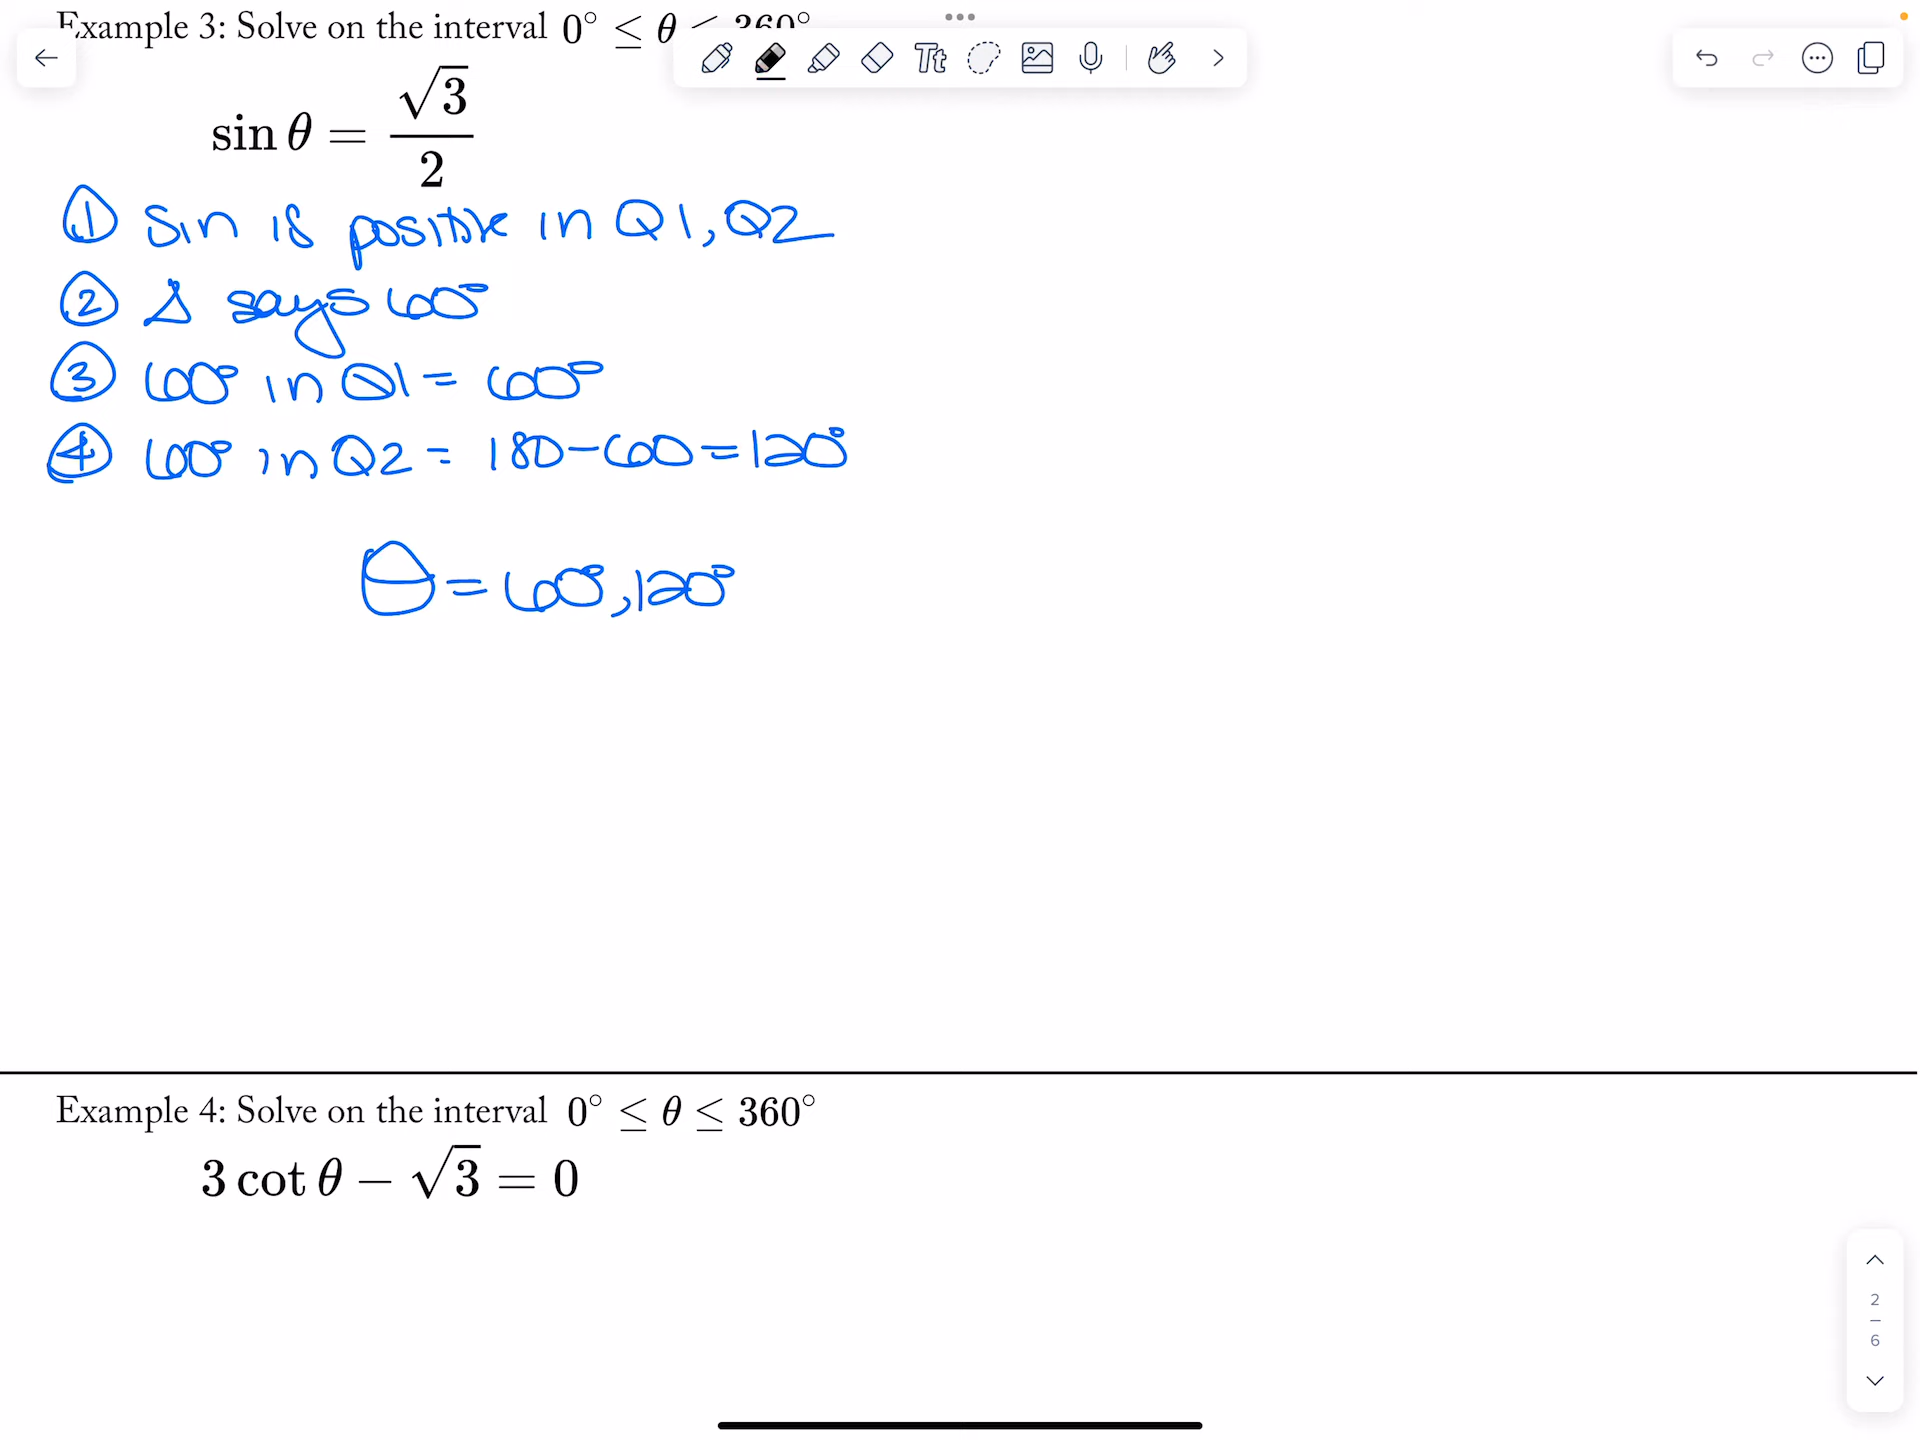 Example 3: Solve on the interval 0° ≤ θ ≤ 360°
sin θ = √3/2
① Sin is positive in Q1, Q2
② Δ says 60°
③ 60° in Q1 = 60°
④ 60° in Q2 = 180-60=120°
θ = 60°, 120°
Example 4: Solve on the interval 0° ≤ θ ≤ 360°
3 cot θ − √3 = 0
Tt
2
6